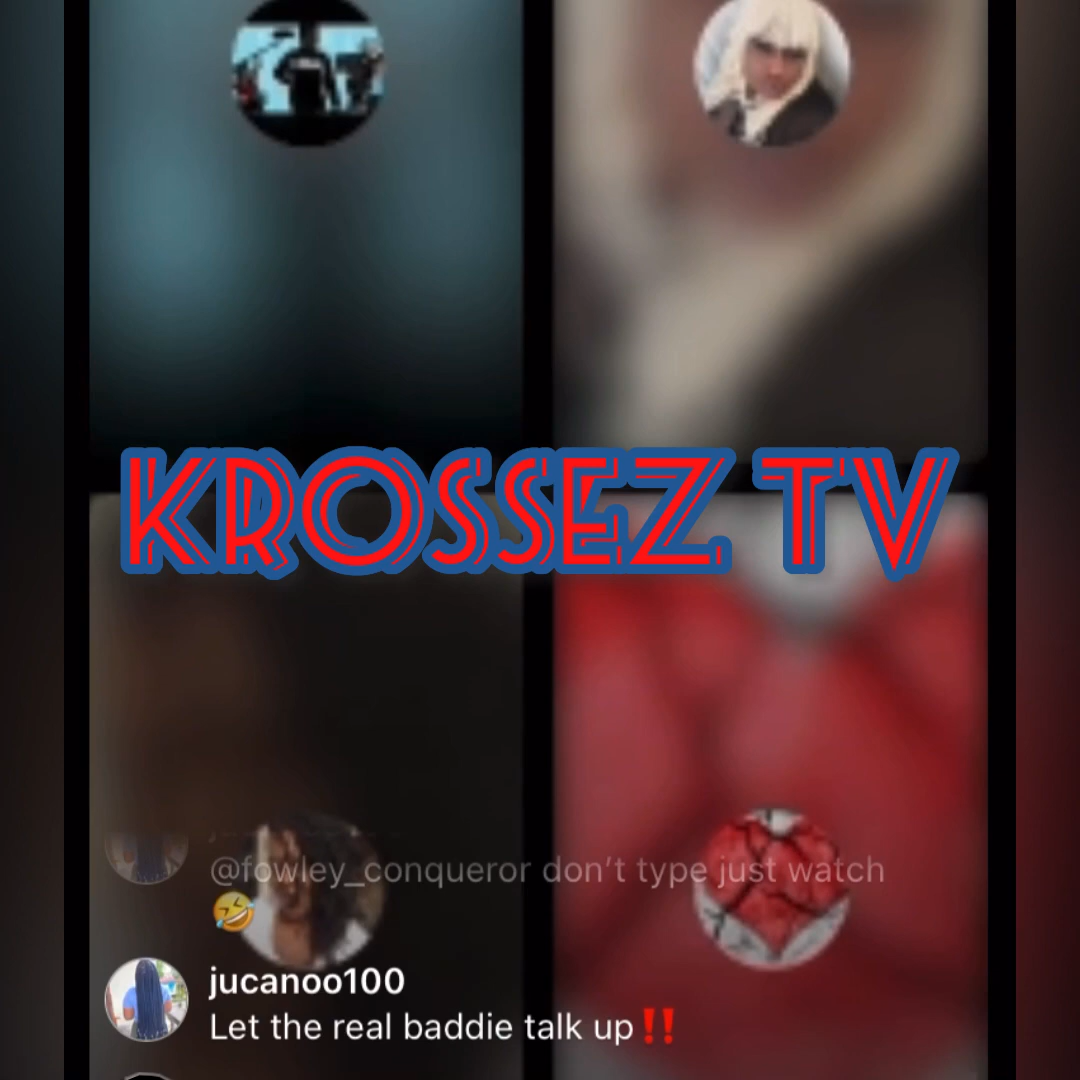 KROSSEZ TV
@fowley_conqueror don’t type just watch
🤣
jucanoo100
Let the real baddie talk up‼️